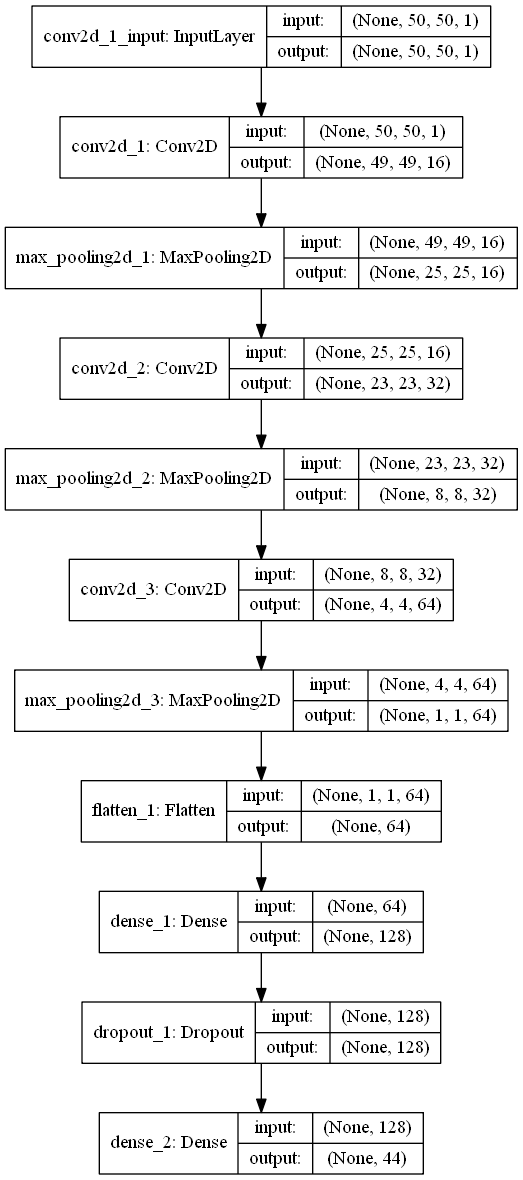 conv2d_1_input: InputLayer
input: (None, 50, 50, 1)
output: (None, 50, 50, 1)
conv2d_1: Conv2D
input: (None, 50, 50, 1)
output: (None, 49, 49, 16)
max_pooling2d_1: MaxPooling2D
input: (None, 49, 49, 16)
output: (None, 25, 25, 16)
conv2d_2: Conv2D
input: (None, 25, 25, 16)
output: (None, 23, 23, 32)
max_pooling2d_2: MaxPooling2D
input: (None, 23, 23, 32)
output: (None, 8, 8, 32)
conv2d_3: Conv2D
input: (None, 8, 8, 32)
output: (None, 4, 4, 64)
max_pooling2d_3: MaxPooling2D
input: (None, 4, 4, 64)
output: (None, 1, 1, 64)
flatten_1: Flatten
input: (None, 1, 1, 64)
output: (None, 64)
dense_1: Dense
input: (None, 64)
output: (None, 128)
dropout_1: Dropout
input: (None, 128)
output: (None, 128)
dense_2: Dense
input: (None, 128)
output: (None, 44)